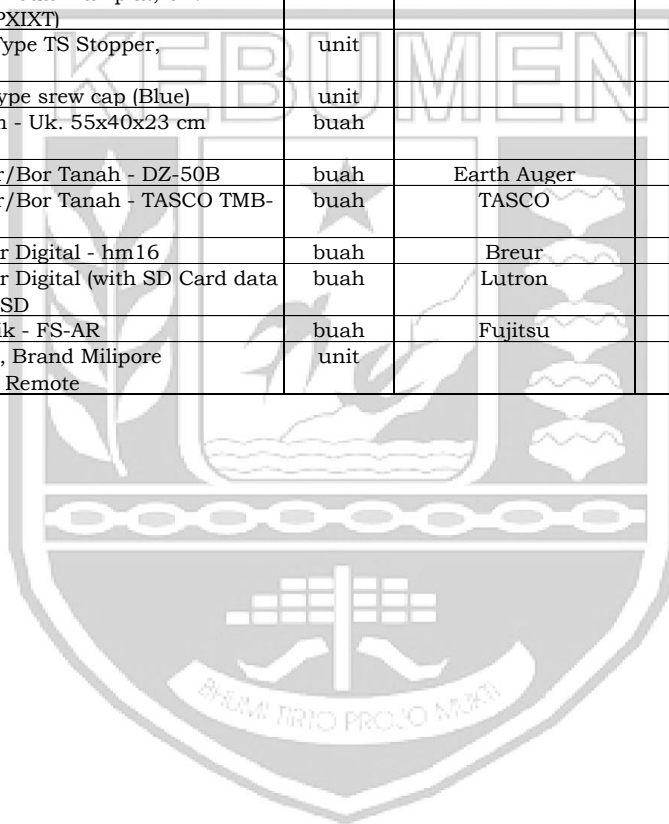 PXIXT)
Type TS Stopper, unit
ype srew cap (Blue) unit
n - Uk. 55x40x23 cm buah
r/Bor Tanah - DZ-50B buah Earth Auger
r/Bor Tanah - TASCO TMB- buah TASCO
r Digital - hm16 buah Breur
r Digital (with SD Card data buah Lutron
SD
ik - FS-AR buah Fujitsu
, Brand Milipore unit
Remote
KEBUMEN
BHUMI TIRTO PROJO MUKTI